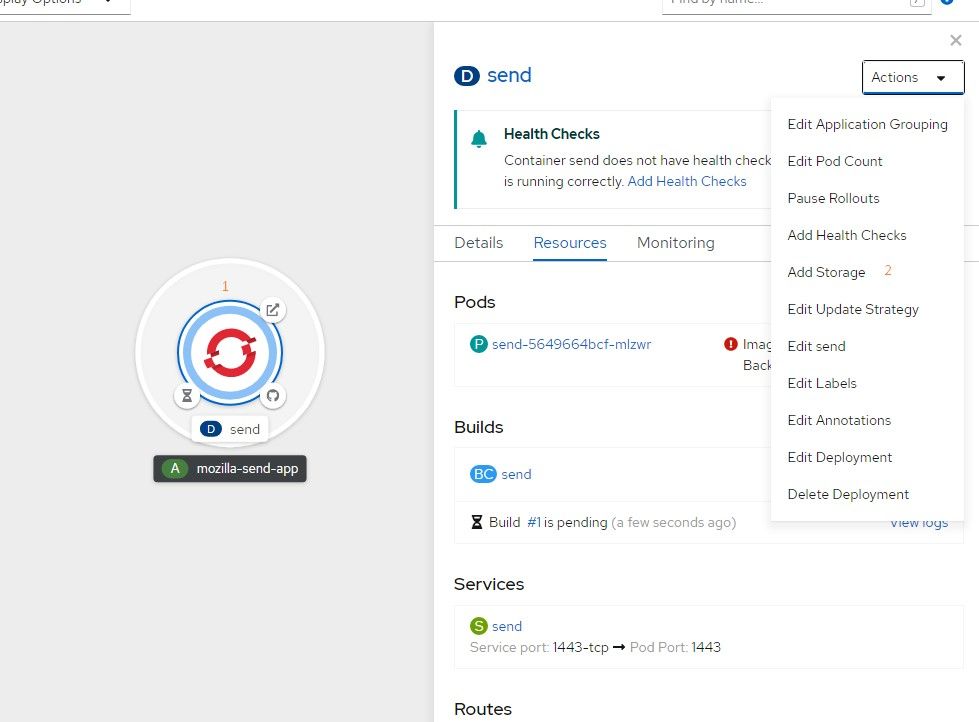 play Options
Find by name...
/
D send
Actions
Health Checks
Container send does not have health check
is running correctly. Add Health Checks
Edit Application Grouping
Edit Pod Count
Pause Rollouts
Add Health Checks
Add Storage 2
Edit Update Strategy
Edit send
Edit Labels
Edit Annotations
Edit Deployment
Delete Deployment
Details Resources Monitoring
1
D send
A mozilla-send-app
Pods
P send-5649664bcf-mlzwr
Imag
Back
Builds
BC send
Build #1 is pending (a few seconds ago)
View logs
Services
S send
Service port: 1443-tcp → Pod Port: 1443
Routes